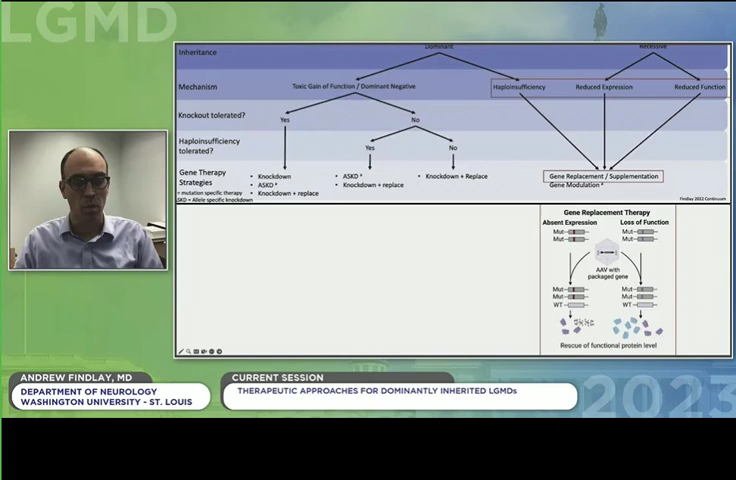 LGMD
Inheritance
Dominant
Recessive
Mechanism
Toxic Gain of Function / Dominant Negative
Haploinsufficiency
Reduced Expression
Reduced Function
Knockout tolerated?
Yes
No
Haploinsufficiency
tolerated?
Yes
No
Gene Therapy
Strategies
= mutation specific therapy
ASKD = Allele specific knockdown
• Knockdown
• ASKD *
• Knockdown + replace
• ASKD *
• Knockdown + replace
• Knockdown + Replace
Gene Replacement / Supplementation
Gene Modulation *
Findlay 2022 Continuum
Gene Replacement Therapy
Absent Expression
Loss of Function
Mut
Mut
Mut
Mut
AAV with
packaged gene
Mut
Mut
WT
Mut
Mut
WT
Rescue of functional protein level
ANDREW FINDLAY, MD
DEPARTMENT OF NEUROLOGY
WASHINGTON UNIVERSITY - ST. LOUIS
CURRENT SESSION
THERAPEUTIC APPROACHES FOR DOMINANTLY INHERITED LGMDs
2023